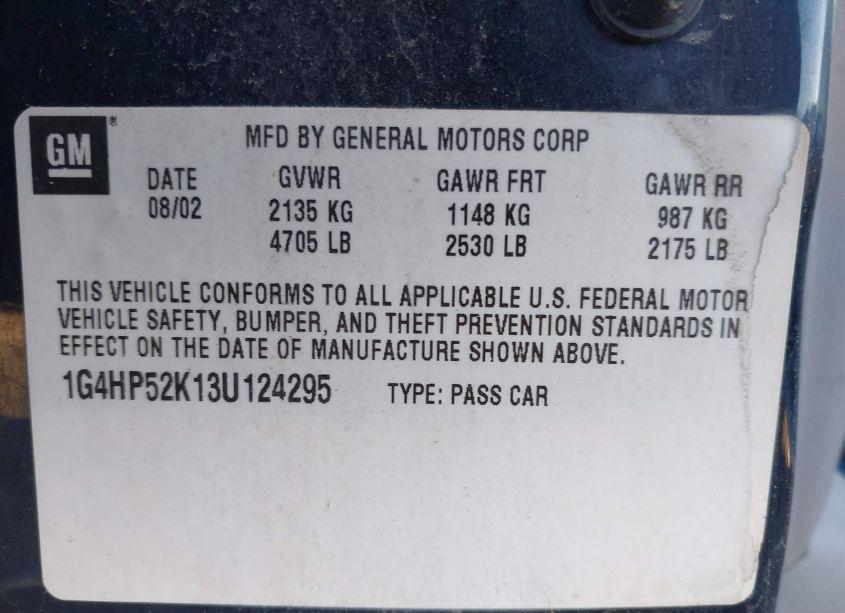 GM®
MFD BY GENERAL MOTORS CORP
DATE GVWR GAWR FRT GAWR RR
08/02 2135 KG 1148 KG 987 KG
4705 LB 2530 LB 2175 LB
THIS VEHICLE CONFORMS TO ALL APPLICABLE U.S. FEDERAL MOTOR
VEHICLE SAFETY, BUMPER, AND THEFT PREVENTION STANDARDS IN
EFFECT ON THE DATE OF MANUFACTURE SHOWN ABOVE.
1G4HP52K13U124295 TYPE: PASS CAR